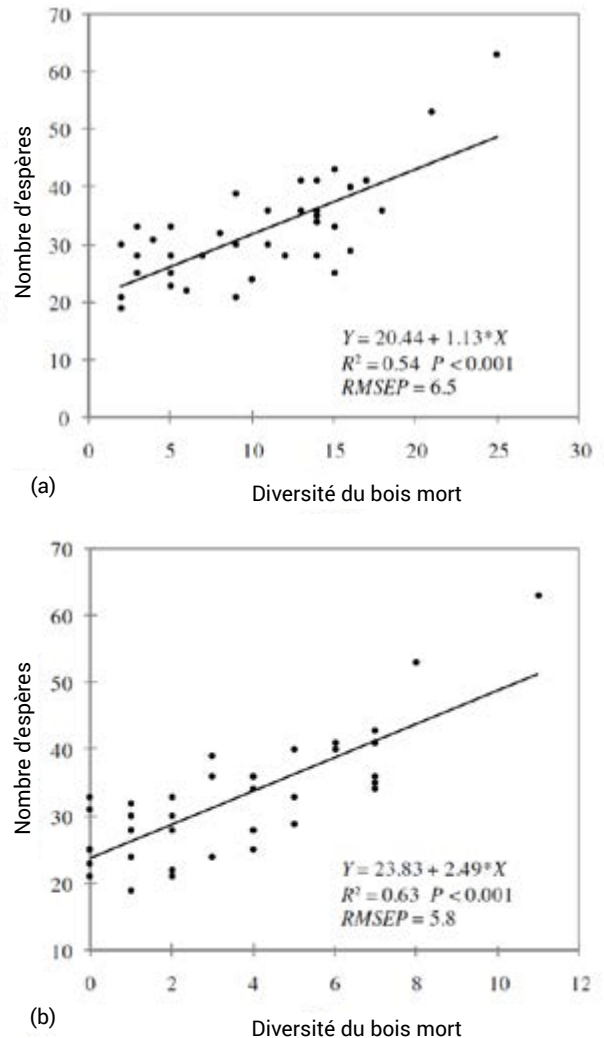 70
60
50
40
30
20
10
0
Nombre d'espères
Y = 20.44 + 1.13*X
R² = 0.54 P < 0.001
RMSEP = 6.5
0 5 10 15 20 25 30
(a)
Diversité du bois mort
70
60
50
40
30
20
10
Nombre d'espères
Y = 23.83 + 2.49*X
R² = 0.63 P < 0.001
RMSEP = 5.8
0 2 4 6 8 10 12
(b)
Diversité du bois mort